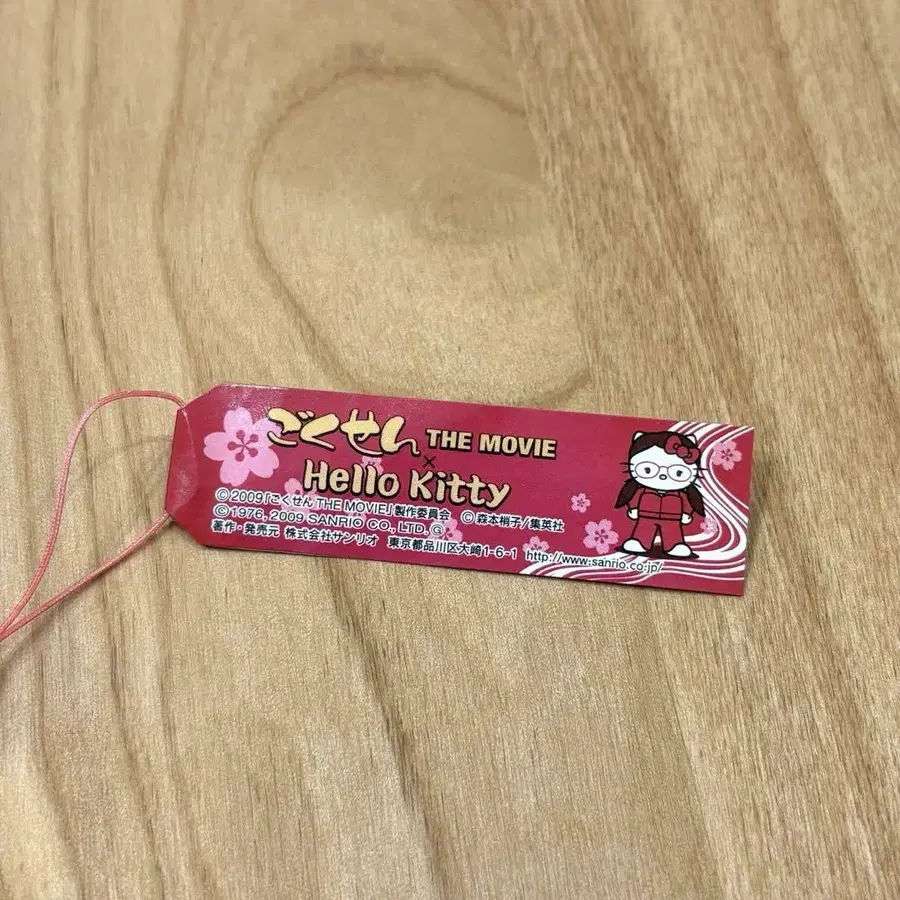 ごくせん THE MOVIE
×
Hello Kitty
©2009「ごくせん THE MOVIE」製作委員会 ©森本梢子/集英社
©1976, 2009 SANRIO CO., LTD. Ⓖ
著作・発売元 株式会社サンリオ 東京都品川区大崎1-6-1 http://www.sanrio.co.jp/